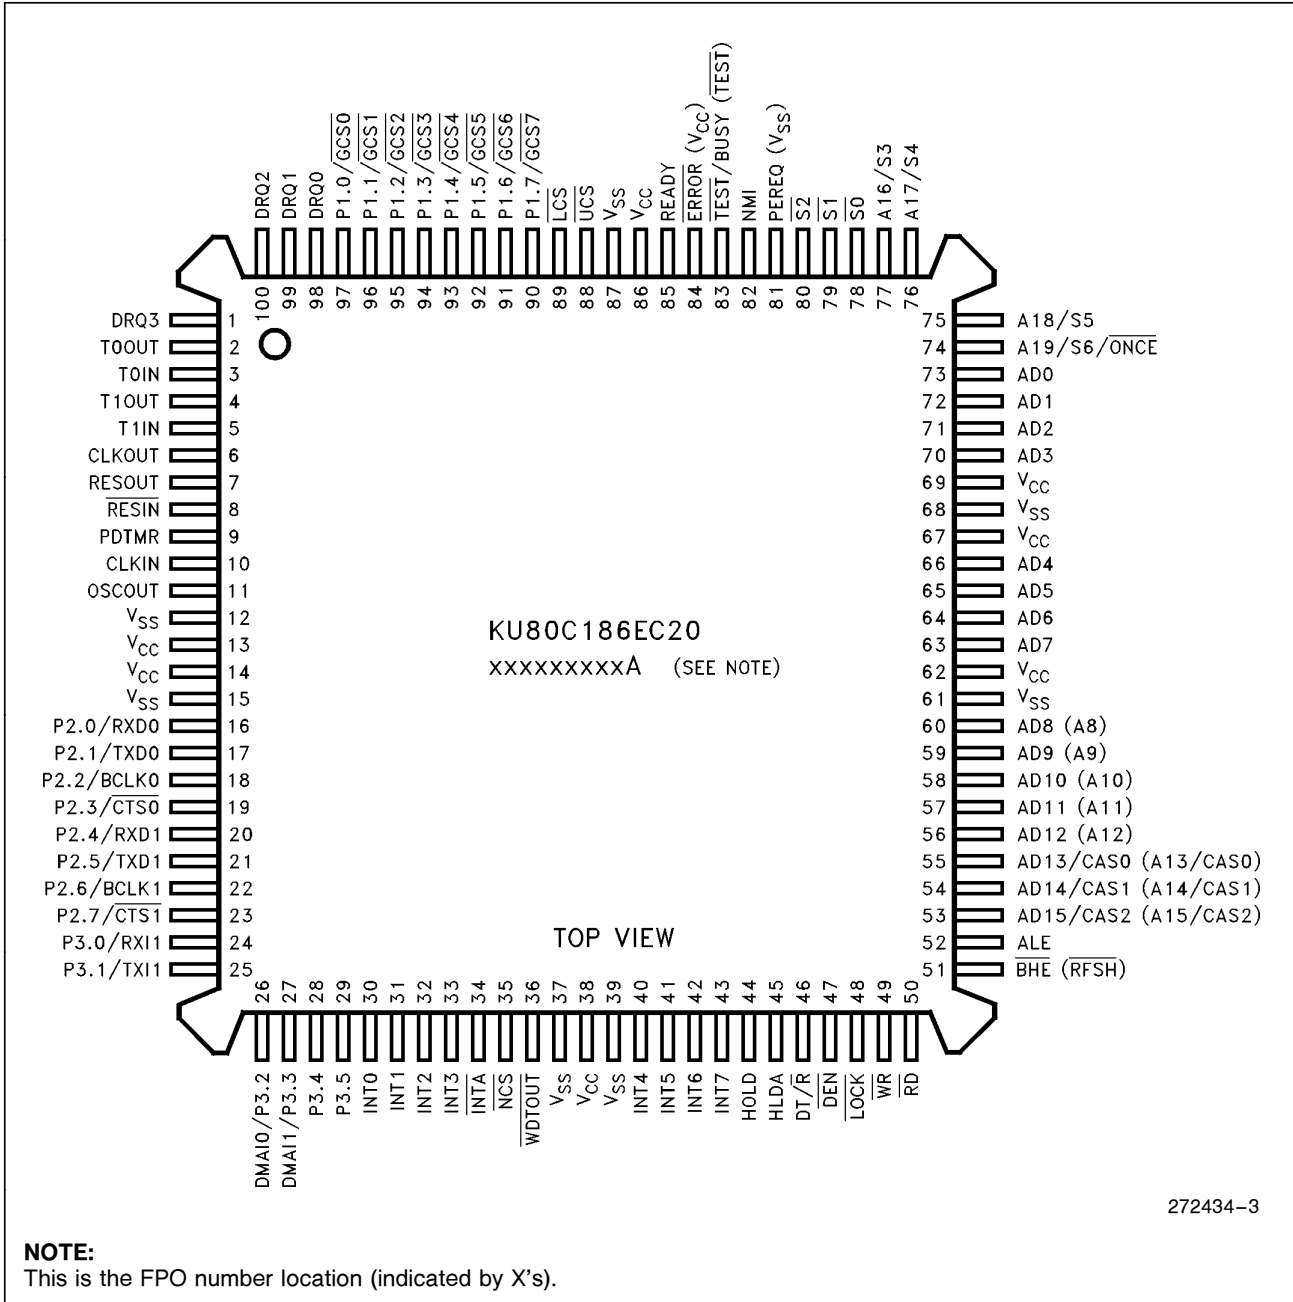 DRQ2
DRQ1
DRQ0
P1.0/GCS0
P1.1/GCS1
P1.2/GCS2
P1.3/GCS3
P1.4/GCS4
P1.5/GCS5
P1.6/GCS6
P1.7/GCS7
LCS
UCS
VSS
VCC
READY
ERROR (VCC)
TEST/BUSY (TEST)
NMI
PEREQ (VSS)
S2
S1
S0
A16/S3
A17/S4
100 99 98 97 96 95 94 93 92 91 90 89 88 87 86 85 84 83 82 81 80 79 78 77 76
DRQ3 1
T0OUT 2
T0IN 3
T1OUT 4
T1IN 5
CLKOUT 6
RESOUT 7
RESIN 8
PDTMR 9
CLKIN 10
OSCOUT 11
VSS 12
VCC 13
VCC 14
VSS 15
P2.0/RXD0 16
P2.1/TXD0 17
P2.2/BCLK0 18
P2.3/CTS0 19
P2.4/RXD1 20
P2.5/TXD1 21
P2.6/BCLK1 22
P2.7/CTS1 23
P3.0/RXI1 24
P3.1/TXI1 25
KU80C186EC20
XXXXXXXXXA (SEE NOTE)
TOP VIEW
75 A18/S5
74 A19/S6/ONCE
73 AD0
72 AD1
71 AD2
70 AD3
69 VCC
68 VSS
67 VCC
66 AD4
65 AD5
64 AD6
63 AD7
62 VCC
61 VSS
60 AD8 (A8)
59 AD9 (A9)
58 AD10 (A10)
57 AD11 (A11)
56 AD12 (A12)
55 AD13/CAS0 (A13/CAS0)
54 AD14/CAS1 (A14/CAS1)
53 AD15/CAS2 (A15/CAS2)
52 ALE
51 BHE (RFSH)
26 27 28 29 30 31 32 33 34 35 36 37 38 39 40 41 42 43 44 45 46 47 48 49 50
DMAI0/P3.2
DMAI1/P3.3
P3.4
P3.5
INT0
INT1
INT2
INT3
INTA
NCS
WDTOUT
VSS
VCC
VSS
INT4
INT5
INT6
INT7
HOLD
HLDA
DT/R
DEN
LOCK
WR
RD
272434–3
NOTE:
This is the FPO number location (indicated by X's).